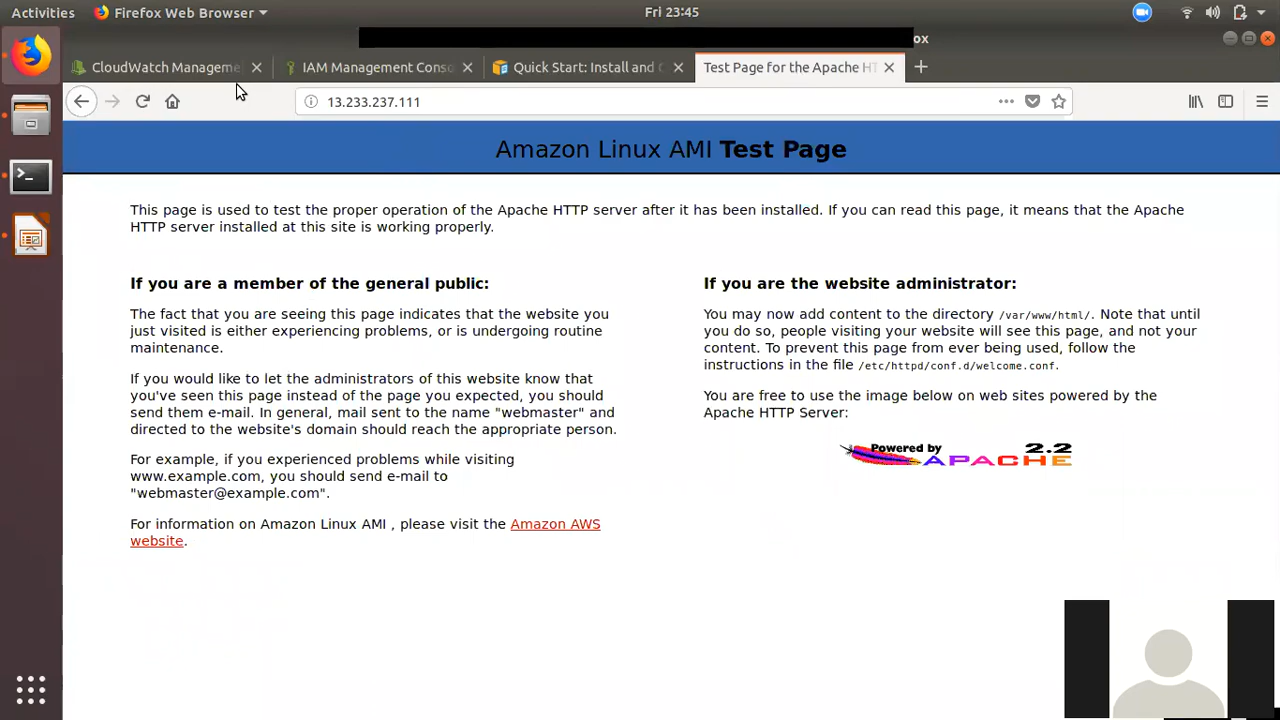 Activities
Firefox Web Browser
Fri 23:45
ox
CloudWatch Manageme
IAM Management Conso
Quick Start: Install and C
Test Page for the Apache HT
13.233.237.111
Amazon Linux AMI Test Page
This page is used to test the proper operation of the Apache HTTP server after it has been installed. If you can read this page, it means that the Apache
HTTP server installed at this site is working properly.
If you are a member of the general public:
The fact that you are seeing this page indicates that the website you
just visited is either experiencing problems, or is undergoing routine
maintenance.
If you would like to let the administrators of this website know that
you've seen this page instead of the page you expected, you should
send them e-mail. In general, mail sent to the name "webmaster" and
directed to the website's domain should reach the appropriate person.
For example, if you experienced problems while visiting
www.example.com, you should send e-mail to
"webmaster@example.com".
For information on Amazon Linux AMI , please visit the Amazon AWS
website.
If you are the website administrator:
You may now add content to the directory /var/www/html/. Note that until
you do so, people visiting your website will see this page, and not your
content. To prevent this page from ever being used, follow the
instructions in the file /etc/httpd/conf.d/welcome.conf.
You are free to use the image below on web sites powered by the
Apache HTTP Server:
Powered by 2.2
APACHE